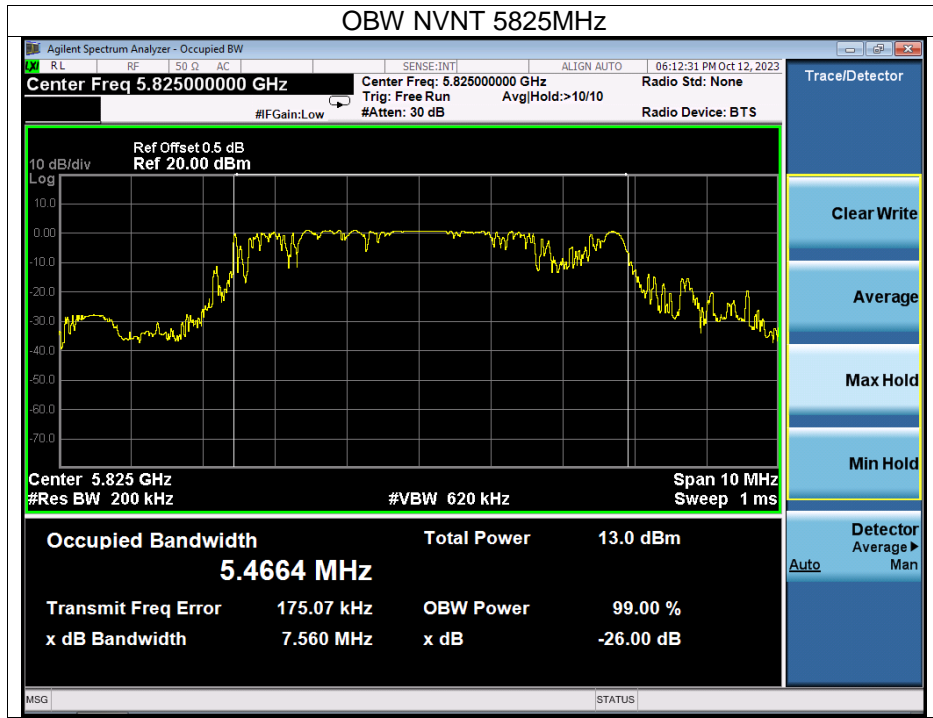 OBW NVNT 5825MHz
Agilent Spectrum Analyzer - Occupied BW
LXI RL RF 50 Ω AC SENSE:INT ALIGN AUTO 06:12:31 PM Oct 12, 2023
Center Freq 5.825000000 GHz Center Freq: 5.825000000 GHz Radio Std: None Trace/Detector
Trig: Free Run Avg|Hold:>10/10
#IFGain:Low #Atten: 30 dB Radio Device: BTS
Ref Offset 0.5 dB
10 dB/div Ref 20.00 dBm
Log
10.0
0.00
-10.0
-20.0
-30.0
-40.0
-50.0
-60.0
-70.0
Center 5.825 GHz Span 10 MHz
#Res BW 200 kHz #VBW 620 kHz Sweep 1 ms
Clear Write
Average
Max Hold
Min Hold
Detector
Average▶
Auto Man
Occupied Bandwidth Total Power 13.0 dBm
5.4664 MHz
Transmit Freq Error 175.07 kHz OBW Power 99.00 %
x dB Bandwidth 7.560 MHz x dB -26.00 dB
MSG STATUS